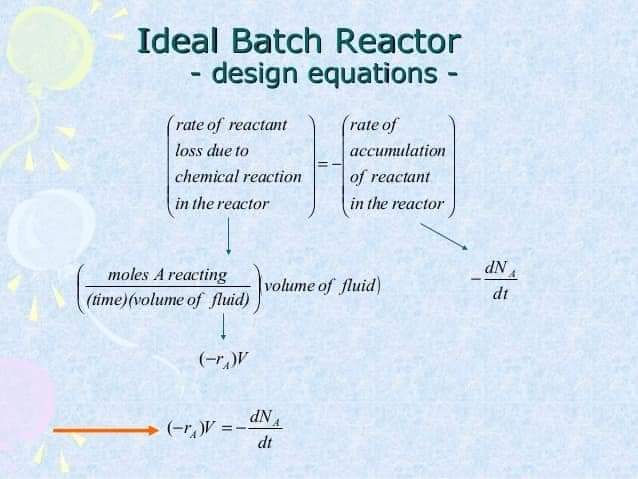 Ideal Batch Reactor
- design equations -
(rate of reactant loss due to chemical reaction in the reactor) = − (rate of accumulation of reactant in the reactor)
(moles A reacting / (time)(volume of fluid)) volume of fluid)
− dN_A / dt
(−r_A)V
(−r_A)V = − dN_A / dt